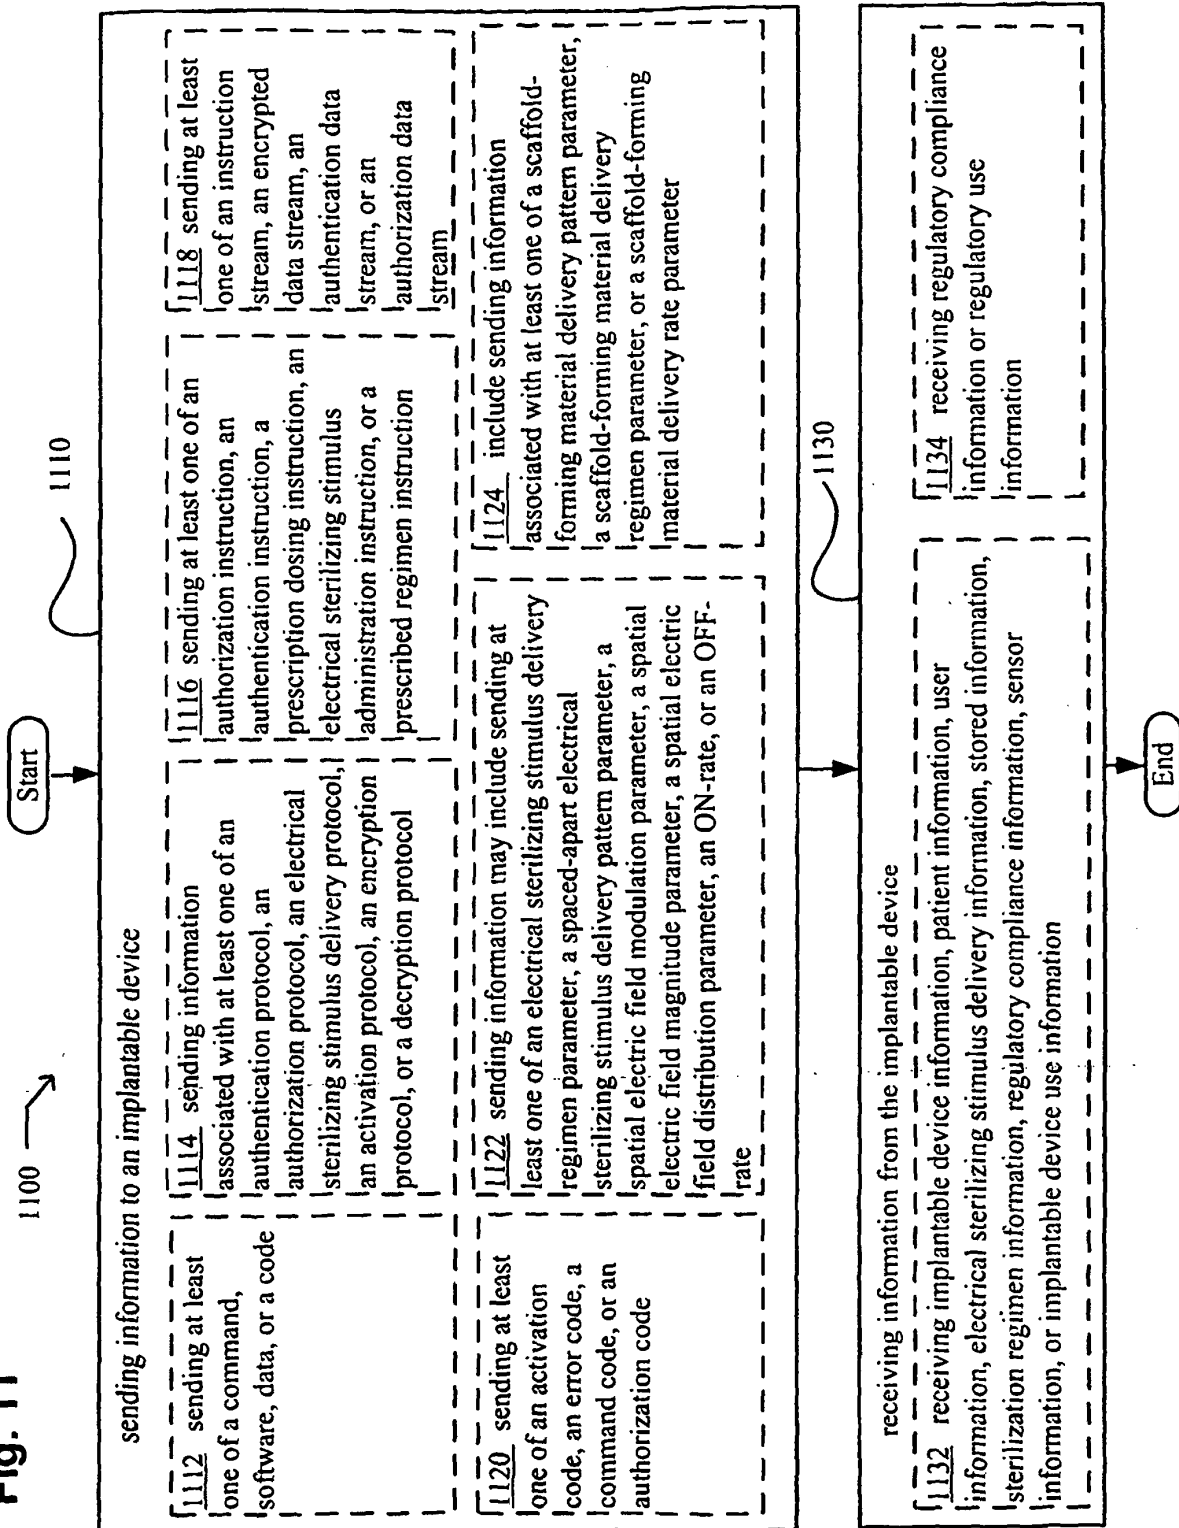 Fig. 11
1100
Start
1110
sending information to an implantable device
1112 sending at least
one of a command,
software, data, or a code
1114 sending information
associated with at least one of an
authentication protocol, an
authorization protocol, an electrical
sterilizing stimulus delivery protocol,
an activation protocol, an encryption
protocol, or a decryption protocol
1116 sending at least one of an
authorization instruction, an
authentication instruction, a
prescription dosing instruction, an
electrical sterilizing stimulus
administration instruction, or a
prescribed regimen instruction
1118 sending at least
one of an instruction
stream, an encrypted
data stream, an
authentication data
stream, or an
authorization data
stream
1120 sending at least
one of an activation
code, an error code, a
command code, or an
authorization code
1122 sending information may include sending at
least one of an electrical sterilizing stimulus delivery
regimen parameter, a spaced-apart electrical
sterilizing stimulus delivery pattern parameter, a
spatial electric field modulation parameter, a spatial
electric field magnitude parameter, a spatial electric
field distribution parameter, an ON-rate, or an OFF-
rate
1124 include sending information
associated with at least one of a scaffold-
forming material delivery pattern parameter,
a scaffold-forming material delivery
regimen parameter, or a scaffold-forming
material delivery rate parameter
1130
receiving information from the implantable device
1132 receiving implantable device information, patient information, user
information, electrical sterilizing stimulus delivery information, stored information,
sterilization regimen information, regulatory compliance information, sensor
information, or implantable device use information
1134 receiving regulatory compliance
information or regulatory use
information
End